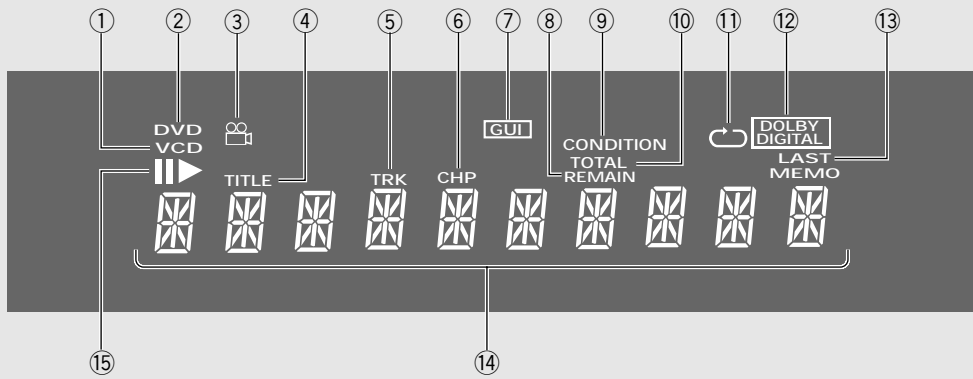 ① ② ③ ④ ⑤ ⑥ ⑦ ⑧ ⑨ ⑩ ⑪ ⑫ ⑬
DVD
VCD
GUI
CONDITION
TOTAL
REMAIN
DOLBY
DIGITAL
LAST
MEMO
TITLE
TRK
CHP
⑮ ⑭